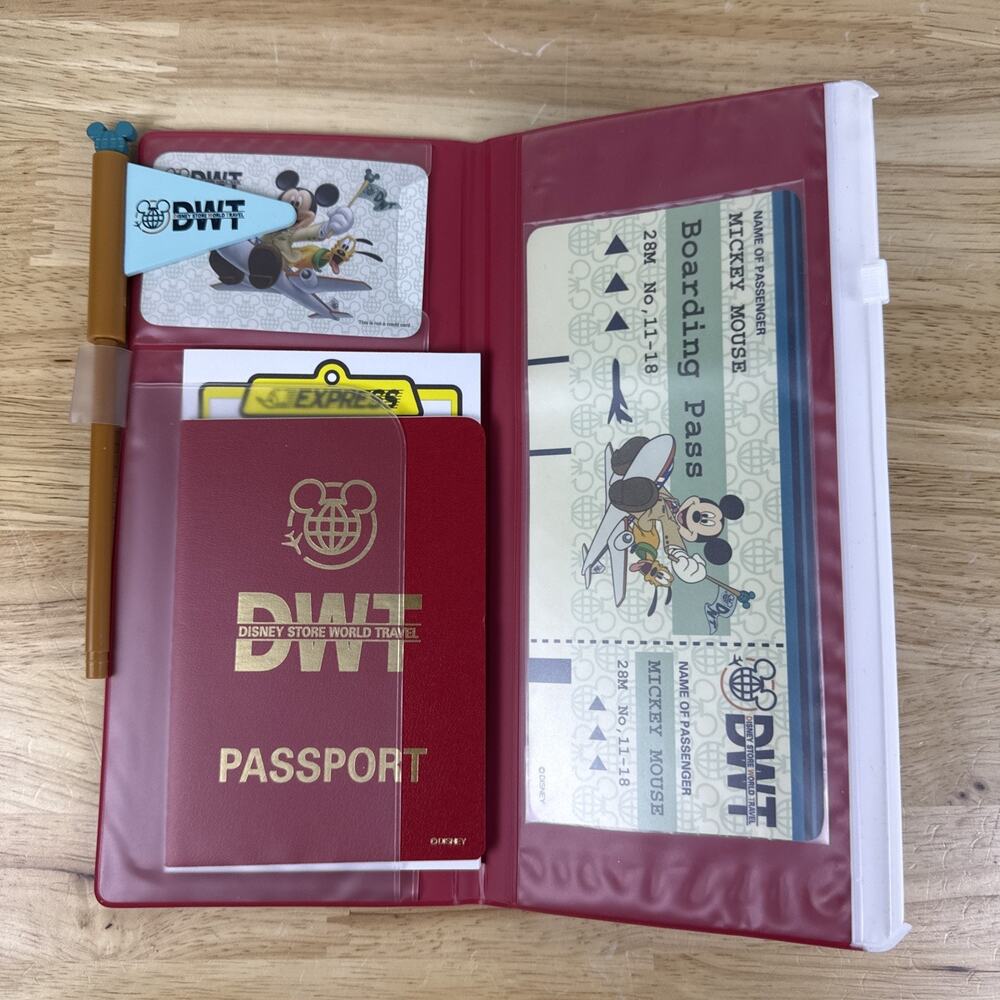 DWT
DWT
DISNEY STORE WORLD TRAVEL
This is not a credit card.
EXPRESS
DWT
DISNEY STORE WORLD TRAVEL
PASSPORT
©DISNEY
NAME OF PASSENGER
MICKEY MOUSE
Boarding Pass
28M No,11-18
DWT
DISNEY STORE WORLD TRAVEL
NAME OF PASSENGER
MICKEY MOUSE
28M No,11-18
©DISNEY